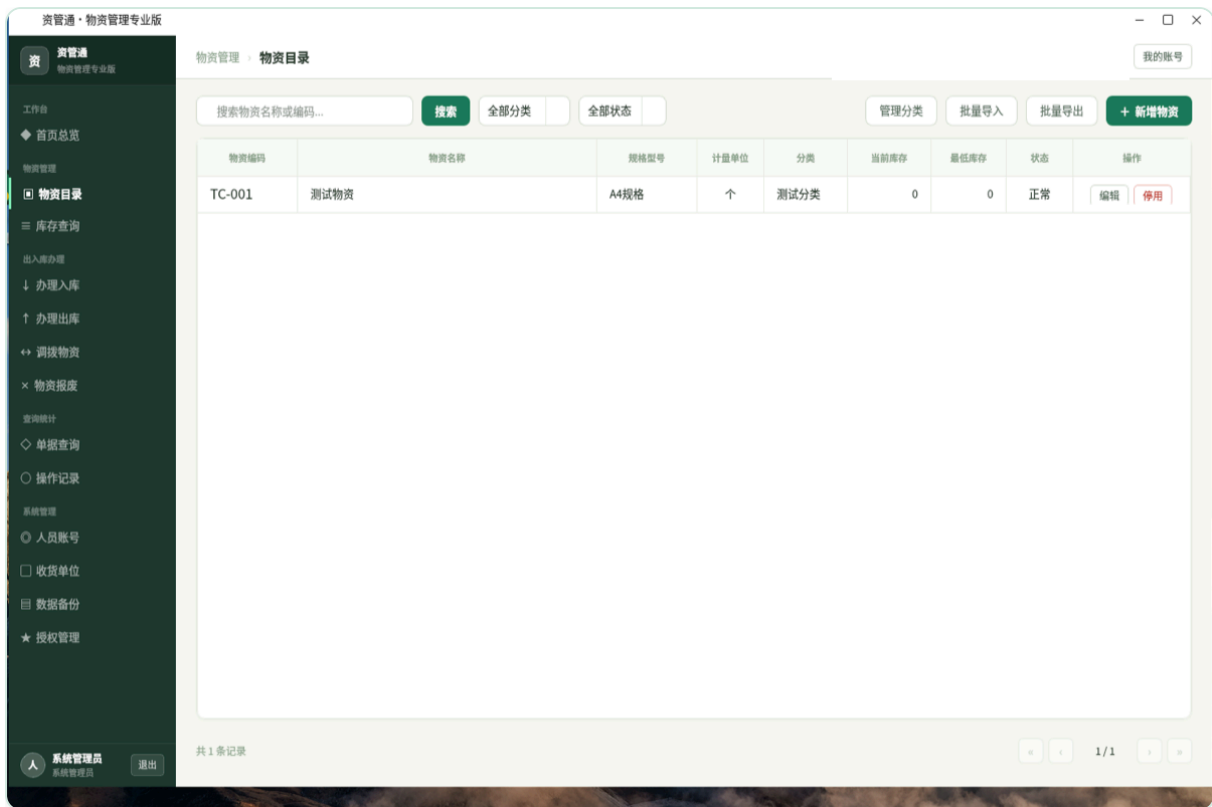 资管通·物资管理专业版
资
资管通
物资管理专业版
工作台
首页总览
物资管理
物资目录
库存查询
出入库办理
办理入库
办理出库
调拨物资
物资报废
查询统计
单据查询
操作记录
系统管理
人员账号
收货单位
数据备份
授权管理
人
系统管理员
系统管理员
退出
物资管理 › 物资目录
我的账号
搜索物资名称或编码... 搜索 全部分类 全部状态 管理分类 批量导入 批量导出 + 新增物资
物资编码 物资名称 规格型号 计量单位 分类 当前库存 最低库存 状态 操作
TC-001 测试物资 A4规格 个 测试分类 0 0 正常 编辑 停用
共 1 条记录
« ‹ 1 / 1 › »